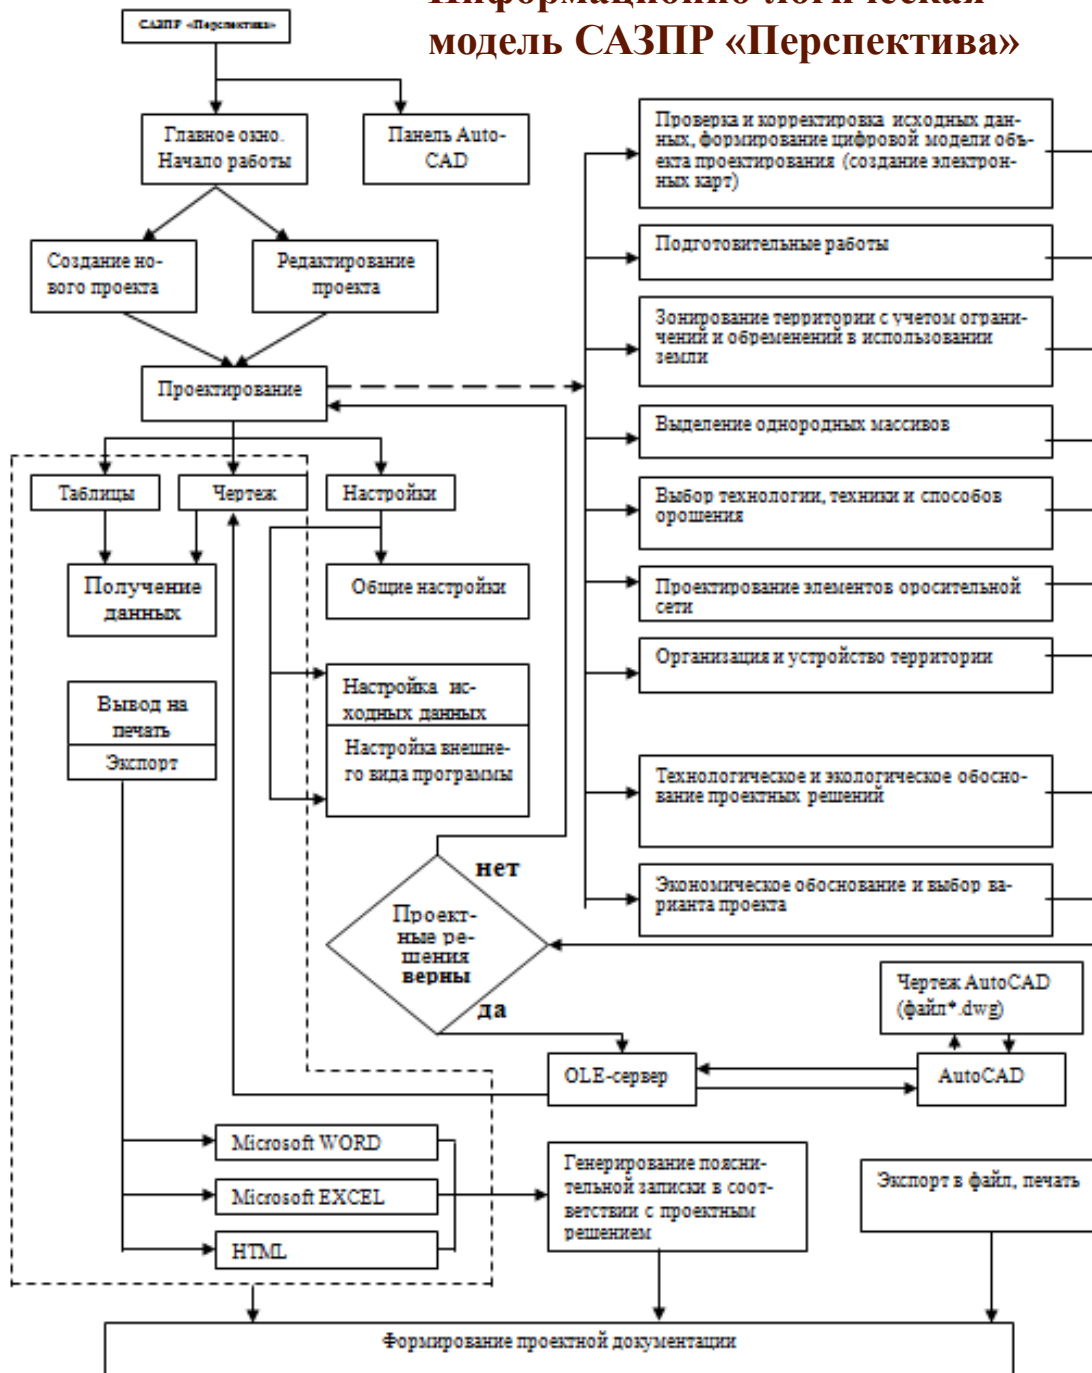 Информационно-логическая
модель САЗПР «Перспектива»
САЗПР «Перспектива»
Главное окно.
Начало работы
Панель Auto-
CAD
Создание но-
вого проекта
Редактирование
проекта
Проектирование
Таблицы
Чертеж
Настройки
Получение
данных
Общие настройки
Вывод на
печать
Экспорт
Настройка ис-
ходных данных
Настройка внешне-
го вида программы
Проверка и корректировка исходных дан-
ных, формирование цифровой модели объ-
екта проектирования (создание электрон-
ных карт)
Подготовительные работы
Зонирование территории с учетом ограни-
чений и обременений в использовании
земли
Выделение однородных массивов
Выбор технологии, техники и способов
орошения
Проектирование элементов оросительной
сети
Организация и устройство территории
Технологическое и экологическое обосно-
вание проектных решений
Экономическое обоснование и выбор ва-
рианта проекта
нет
Проект-
ные ре-
шения
верны
да
Чертеж AutoCAD
(файл*.dwg)
OLE-сервер
AutoCAD
Microsoft WORD
Microsoft EXCEL
HTML
Генерирование поясни-
тельной записки в соот-
ветствии с проектным
решением
Экспорт в файл, печать
Формирование проектной документации